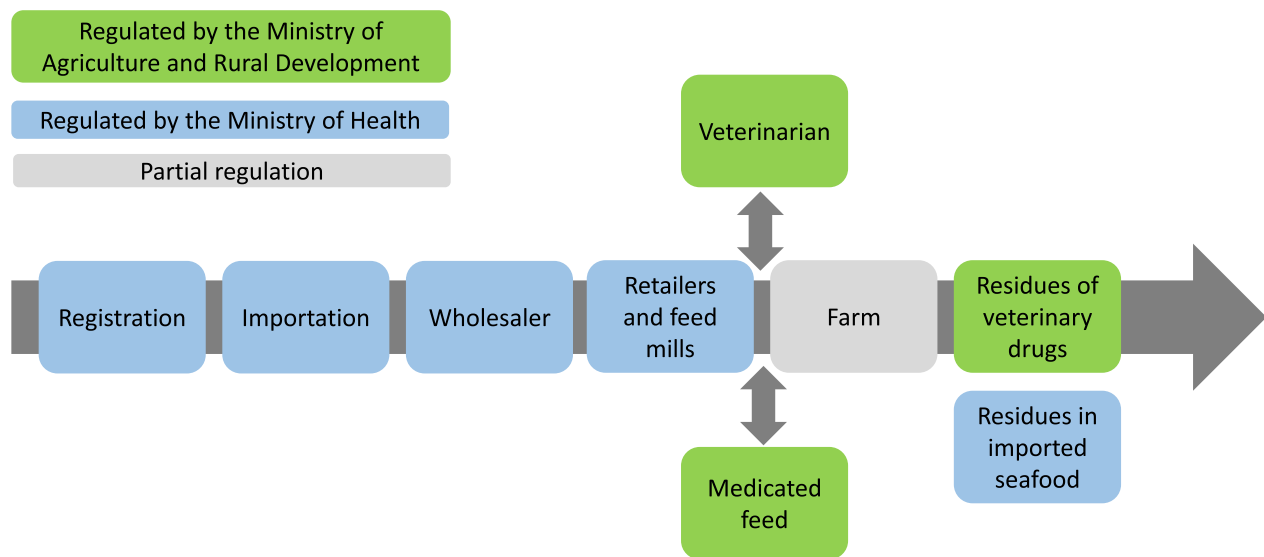 Regulated by the Ministry of
Agriculture and Rural Development
Regulated by the Ministry of Health
Partial regulation
Veterinarian
Registration
Importation
Wholesaler
Retailers
and feed
mills
Farm
Residues of
veterinary
drugs
Residues in
imported
seafood
Medicated
feed